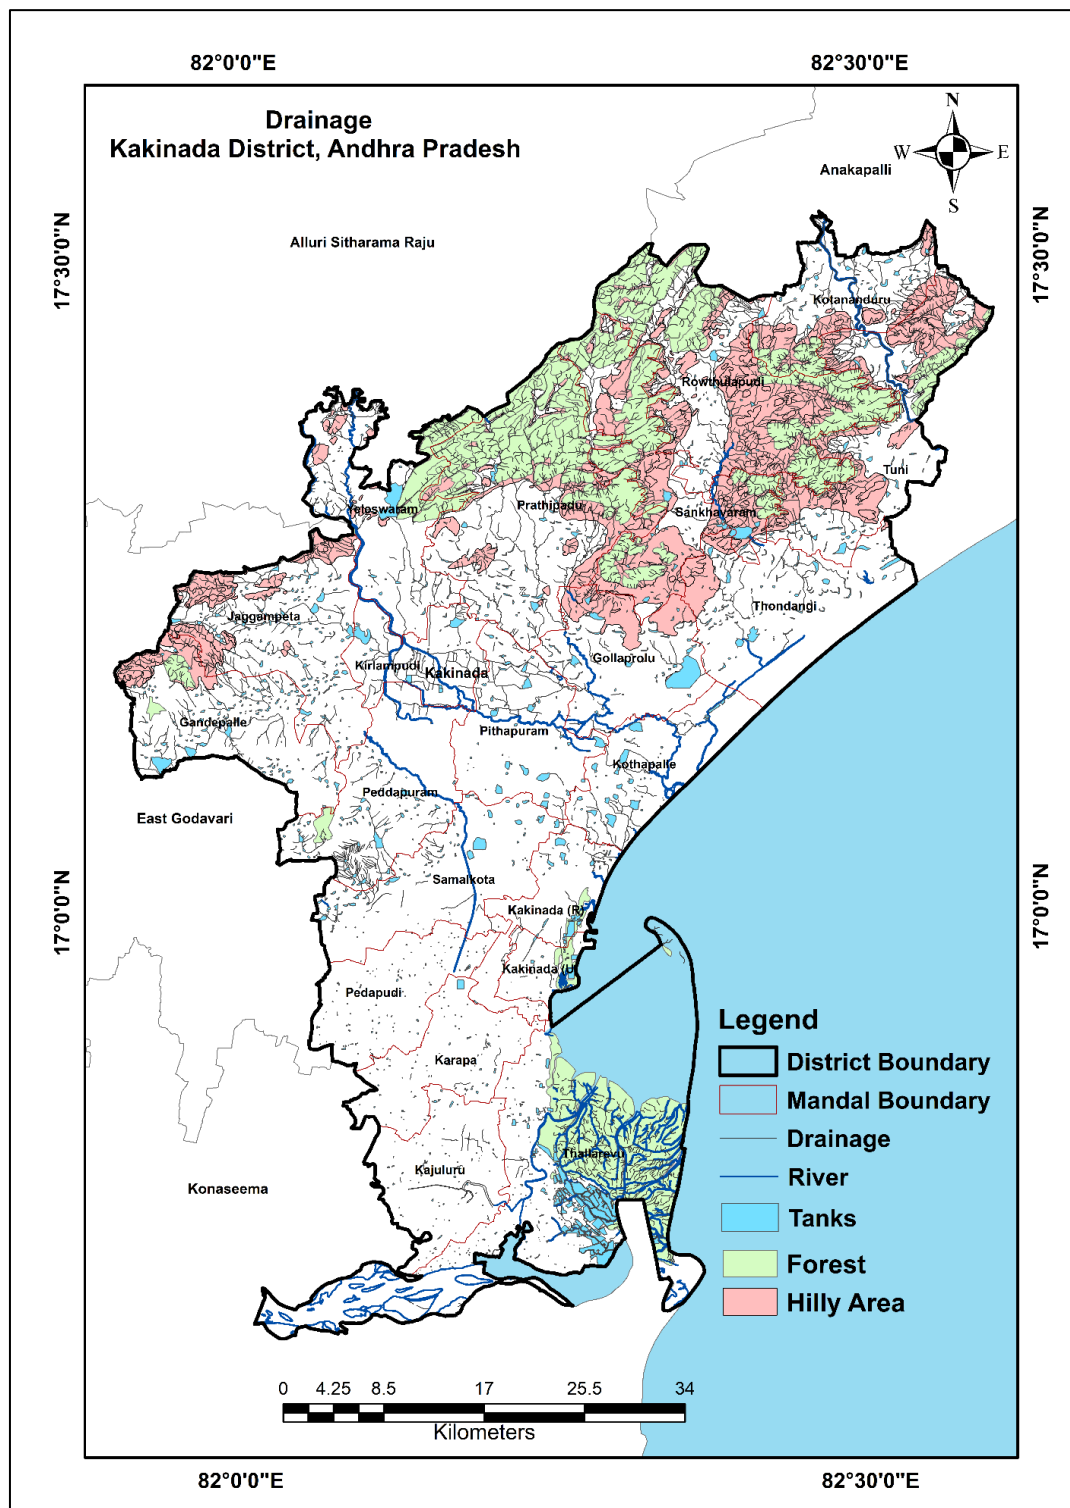 82°0'0"E
82°30'0"E
Drainage
Kakinada District, Andhra Pradesh
N
W
E
S
Anakapalli
Alluri Sitharama Raju
17°30'0"N
17°30'0"N
Kotananduru
Rowthulapudi
Tuni
Yeleswaram
Prathipadu
Sankhavaram
Thondangi
Jaggampeta
Kirlampudi
Kakinada
Gollaprolu
Gandepalle
Pithapuram
Kothapalle
Peddapuram
East Godavari
Samalkota
17°0'0"N
17°0'0"N
Kakinada (R)
Kakinada (U
Pedapudi
Karapa
Thallarevu
Kajuluru
Konaseema
Legend
District Boundary
Mandal Boundary
Drainage
River
Tanks
Forest
Hilly Area
0 4.25 8.5 17 25.5 34
Kilometers
82°0'0"E
82°30'0"E